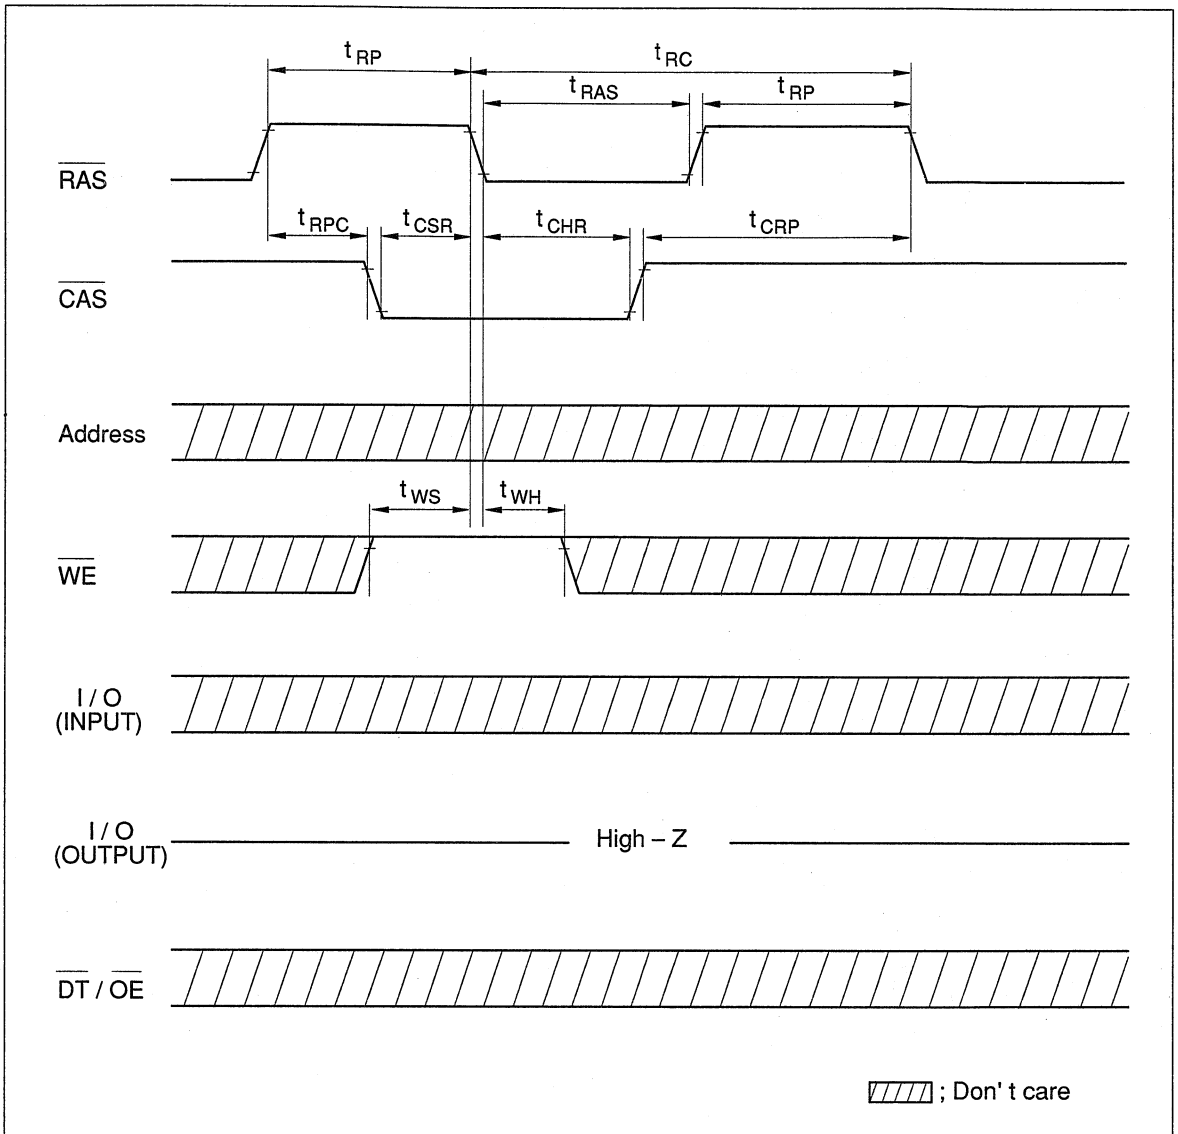 t RP
t RC
t RAS
t RP
RAS
t RPC
t CSR
t CHR
t CRP
CAS
Address
t WS
t WH
WE
I / O
(INPUT)
I / O
(OUTPUT)
High – Z
DT / OE
; Don' t care